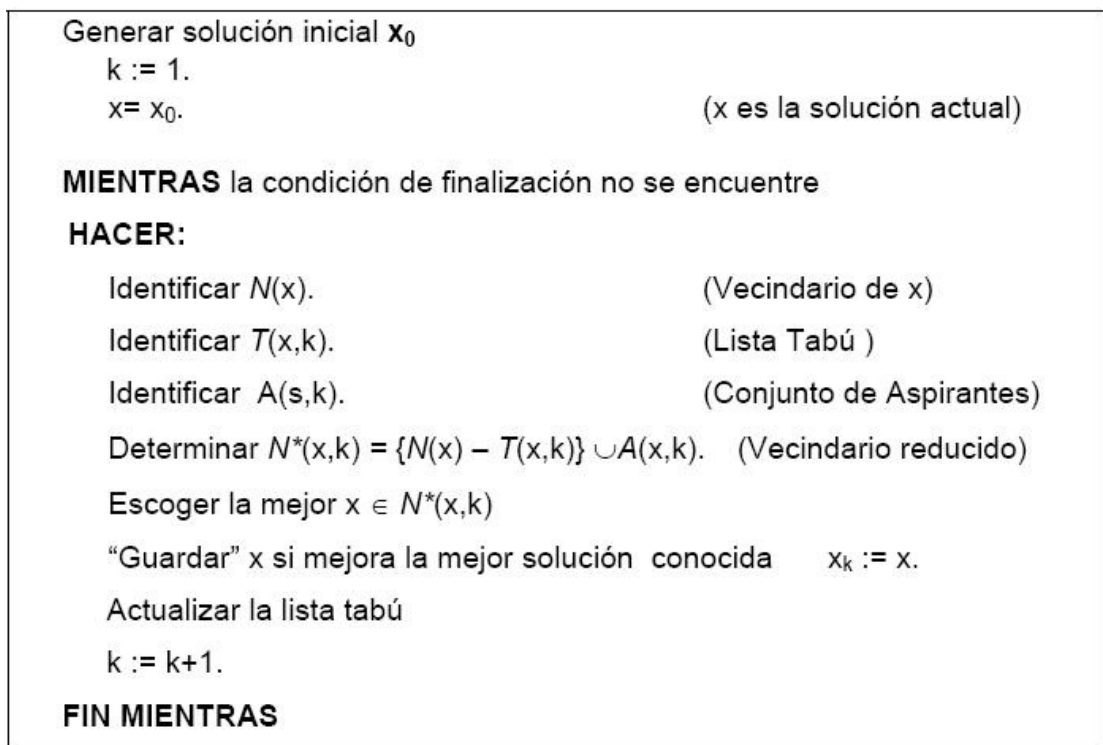 Generar solución inicial x₀
k := 1.
x= x₀. (x es la solución actual)
MIENTRAS la condición de finalización no se encuentre
HACER:
Identificar N(x). (Vecindario de x)
Identificar T(x,k). (Lista Tabú )
Identificar A(s,k). (Conjunto de Aspirantes)
Determinar N*(x,k) = {N(x) – T(x,k)} ∪A(x,k). (Vecindario reducido)
Escoger la mejor x ∈ N*(x,k)
“Guardar” x si mejora la mejor solución conocida xₖ := x.
Actualizar la lista tabú
k := k+1.
FIN MIENTRAS